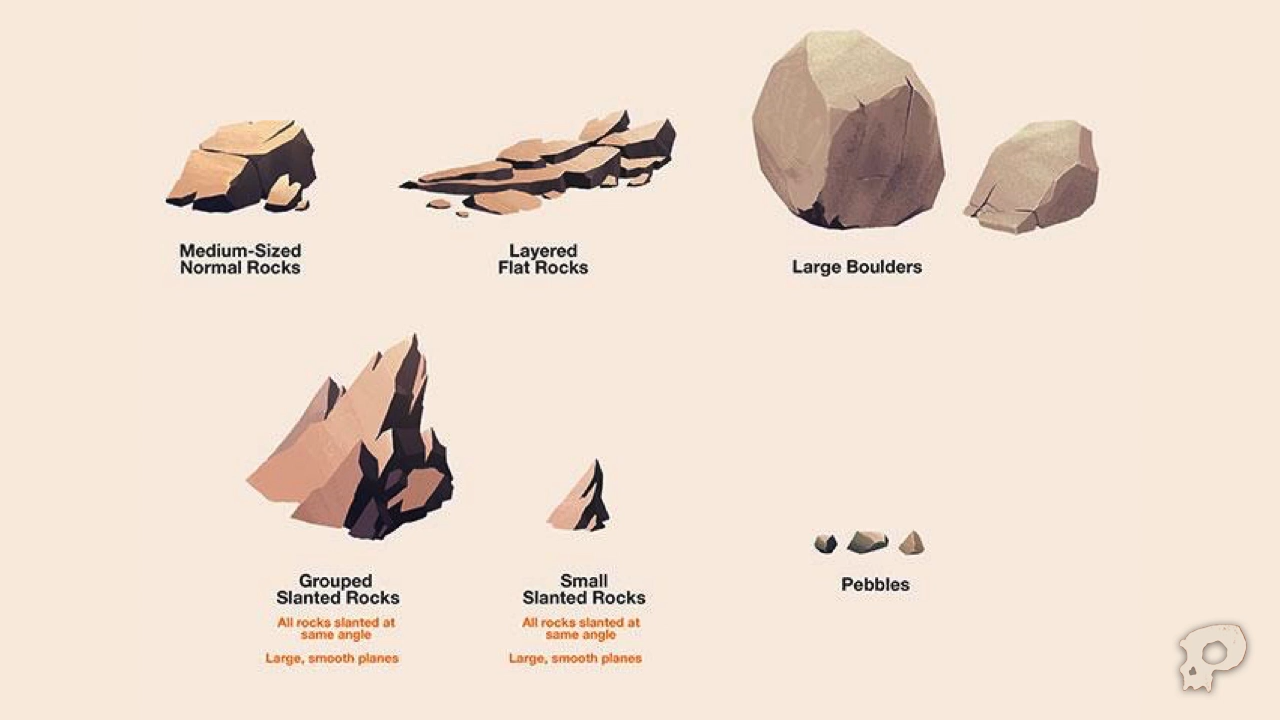 Medium-Sized
Normal Rocks
Layered
Flat Rocks
Large Boulders
Grouped
Slanted Rocks
All rocks slanted at
same angle
Large, smooth planes
Small
Slanted Rocks
All rocks slanted at
same angle
Large, smooth planes
Pebbles